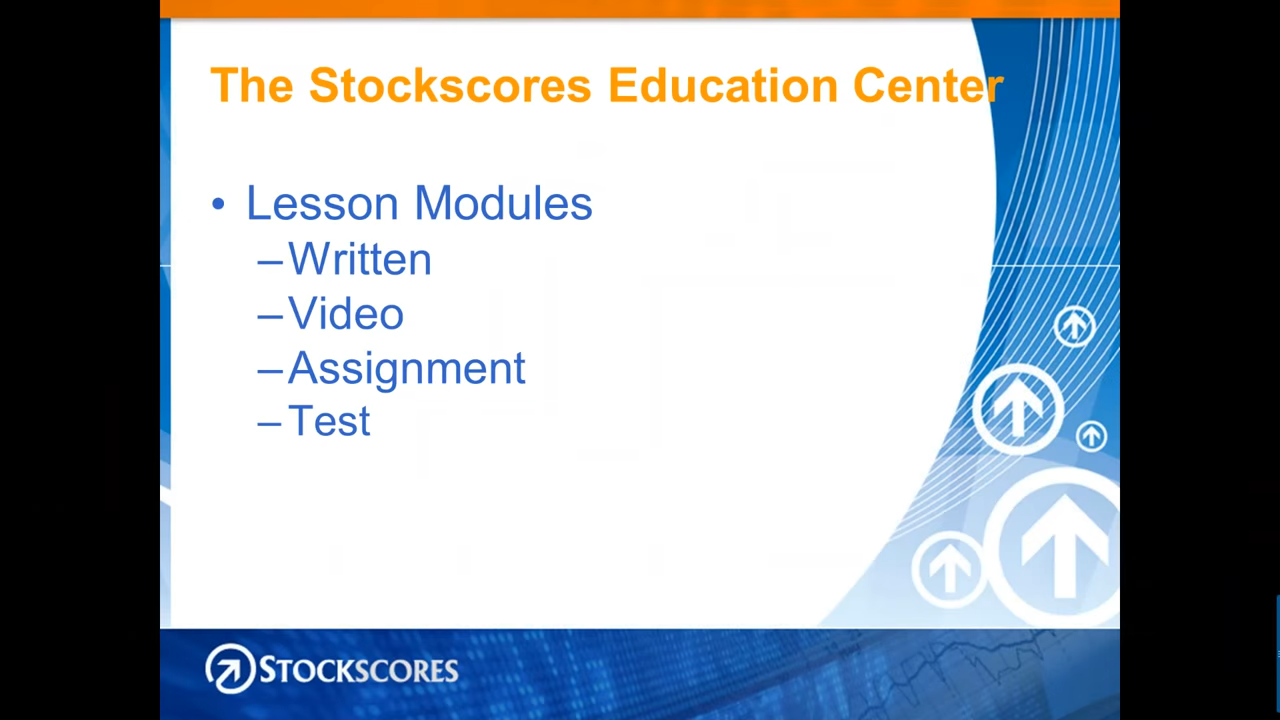 The Stockscores Education Center
• Lesson Modules
–Written
–Video
–Assignment
–Test
STOCKSCORES